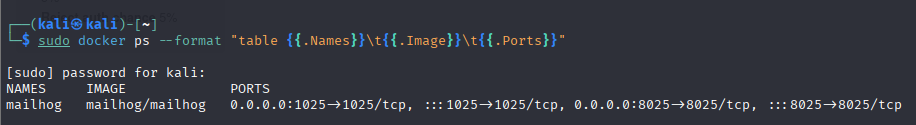 ┌──(kali㉿kali)-[~]
└─$ sudo docker ps --format "table {{.Names}}\t{{.Image}}\t{{.Ports}}"
[sudo] password for kali:
NAMES     IMAGE             PORTS
mailhog   mailhog/mailhog   0.0.0.0:1025->1025/tcp, :::1025->1025/tcp, 0.0.0.0:8025->8025/tcp, :::8025->8025/tcp